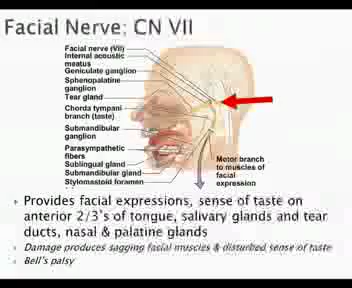 Facial Nerve: CN VII
Facial nerve (VII)
Internal acoustic
meatus
Geniculate ganglion
Sphenopalatine
ganglion
Tear gland
Chorda tympani
branch (taste)
Submandibular
ganglion
Parasympathetic
fibers
Sublingual gland
Submandibular gland
Stylomastoid foramen
Motor branch
to muscles of
facial
expression
Provides facial expressions, sense of taste on
anterior 2/3's of tongue, salivary glands and tear
ducts, nasal & palatine glands
Damage produces sagging facial muscles & disturbed sense of taste
Bell's palsy